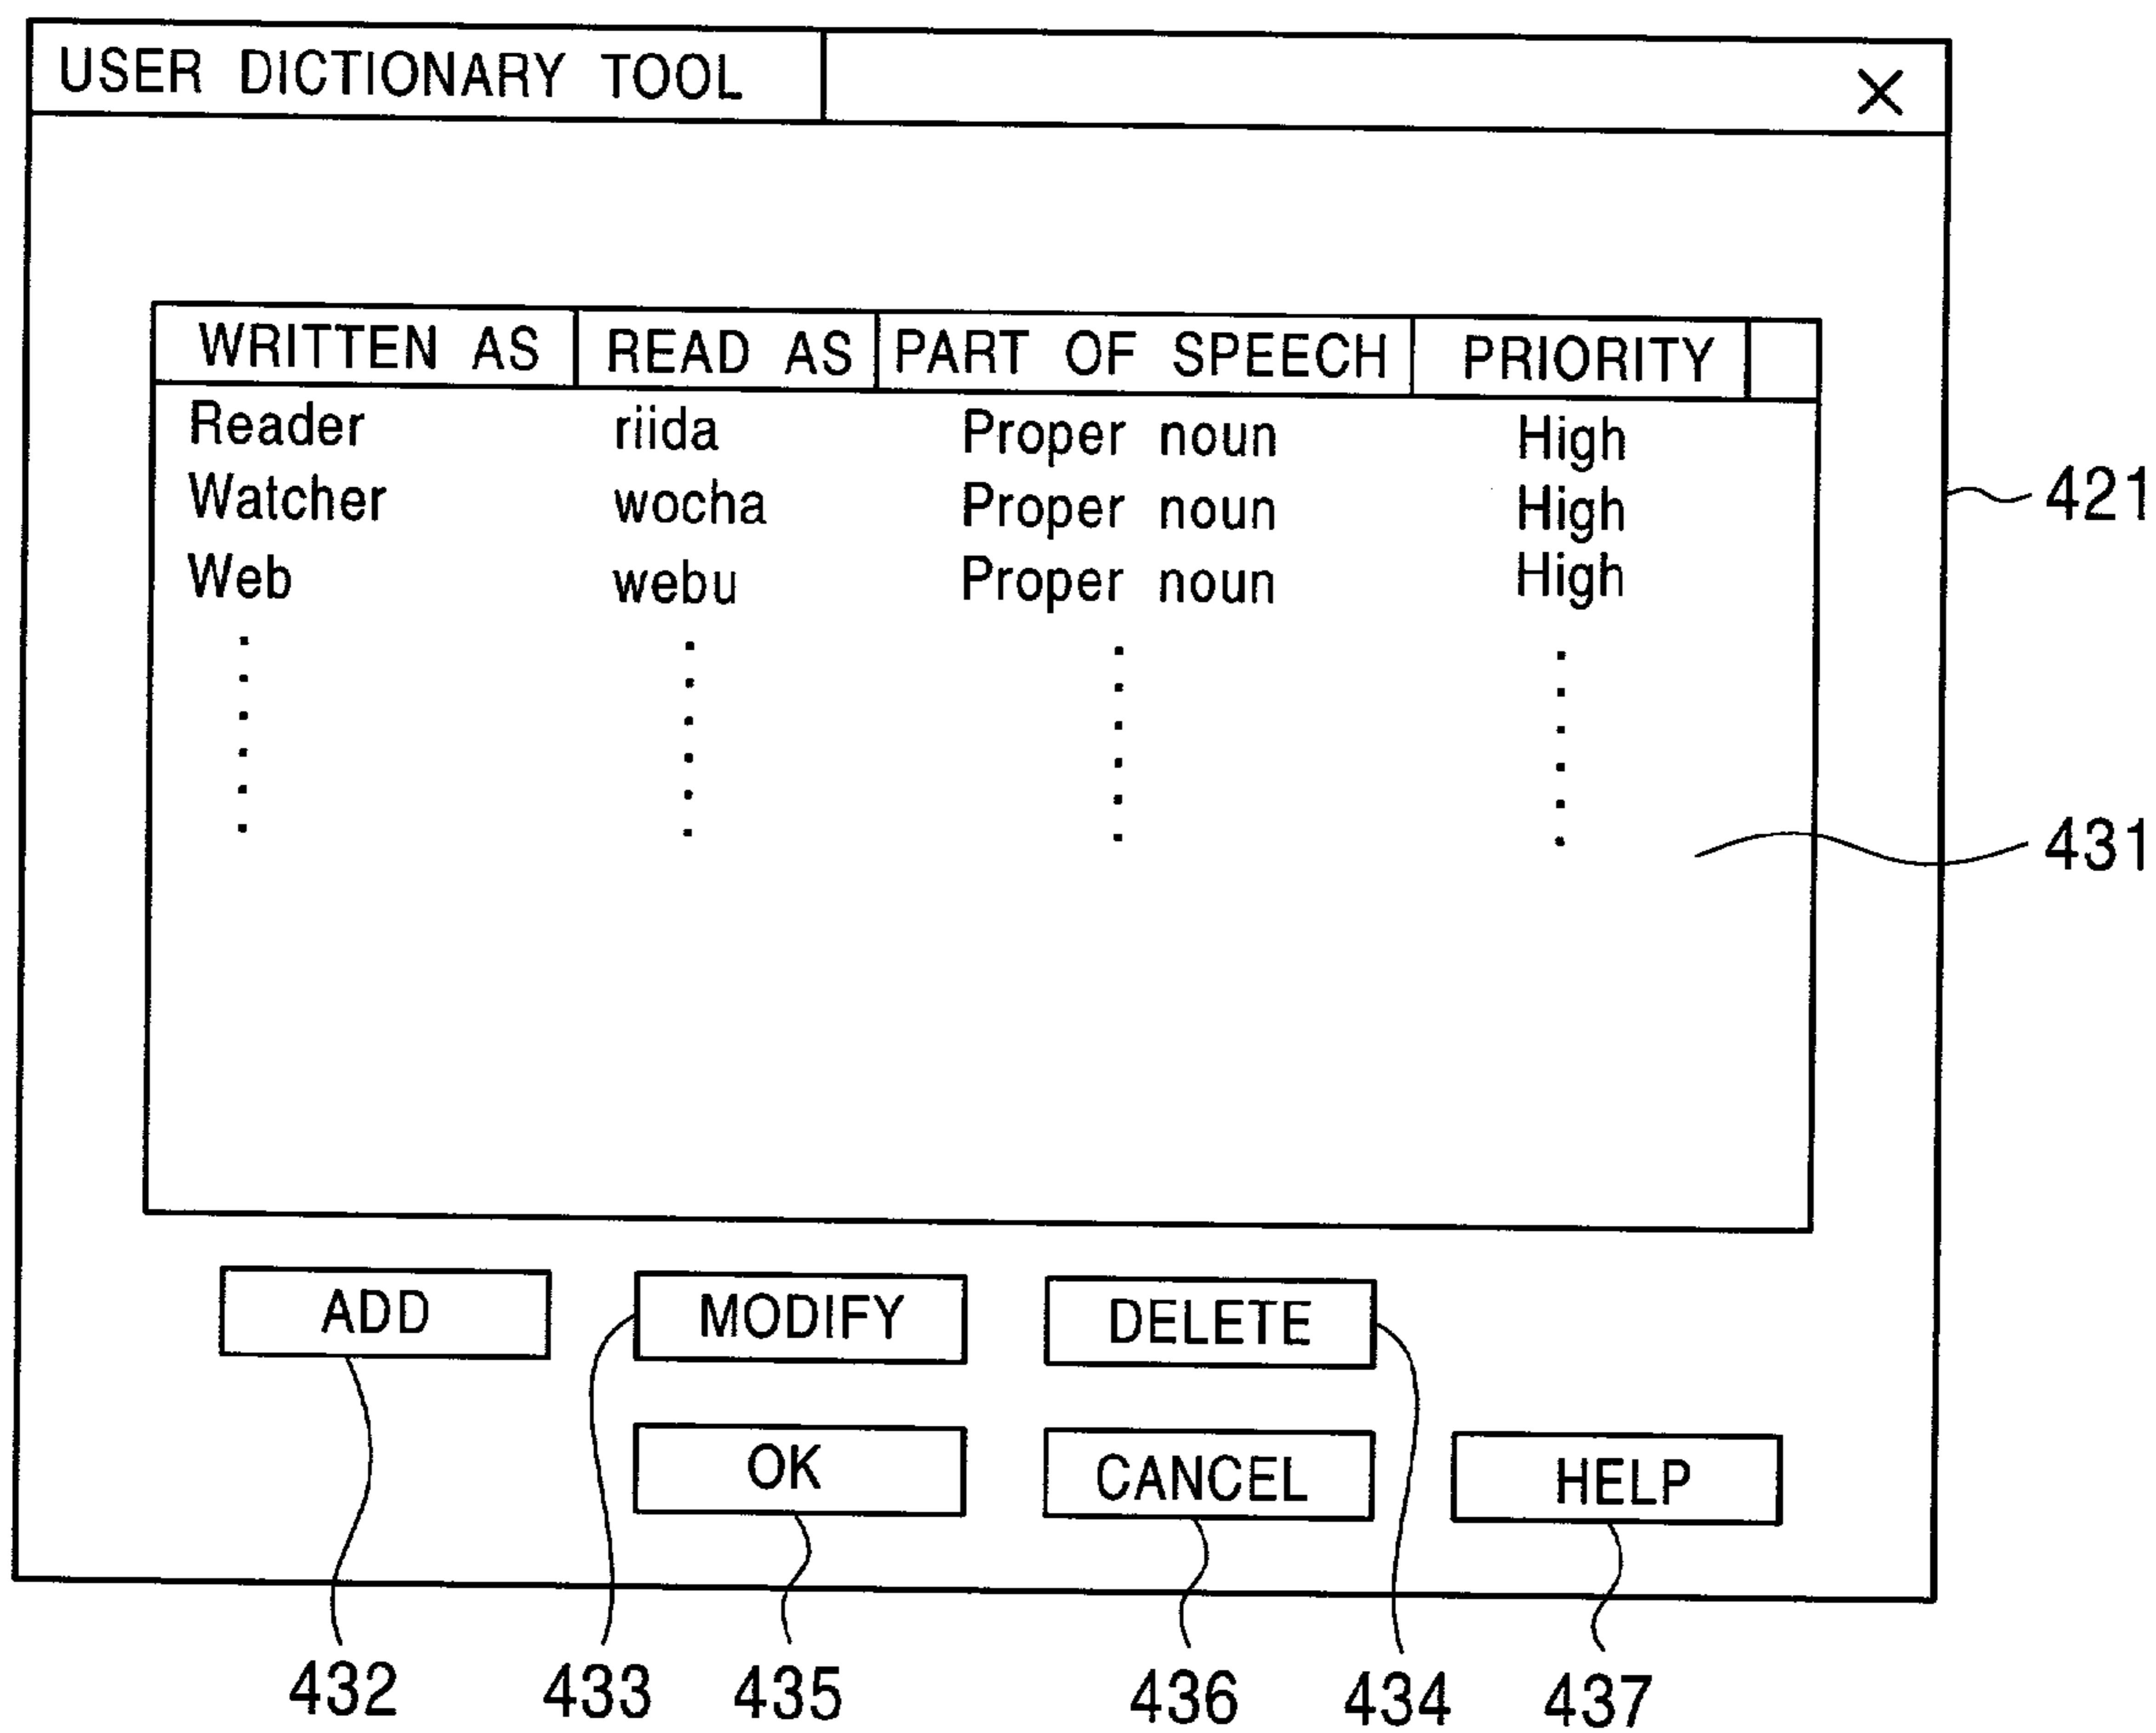 USER DICTIONARY TOOL X
WRITTEN AS READ AS PART OF SPEECH PRIORITY
Reader riida Proper noun High
Watcher wocha Proper noun High
Web webu Proper noun High
421
431
ADD MODIFY DELETE
OK CANCEL HELP
432 433 435 436 434 437